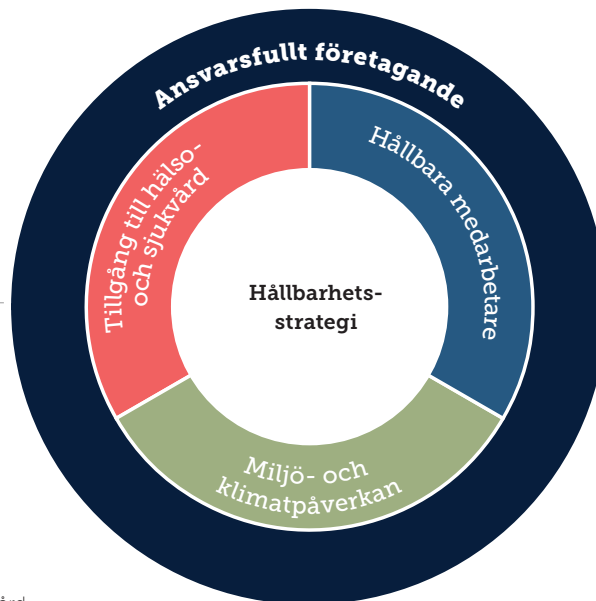 Ansvarsfullt företagande
Tillgång till hälso-
och sjukvård
Hållbara medarbetare
Hållbarhets-
strategi
Miljö- och
klimatpåverkan